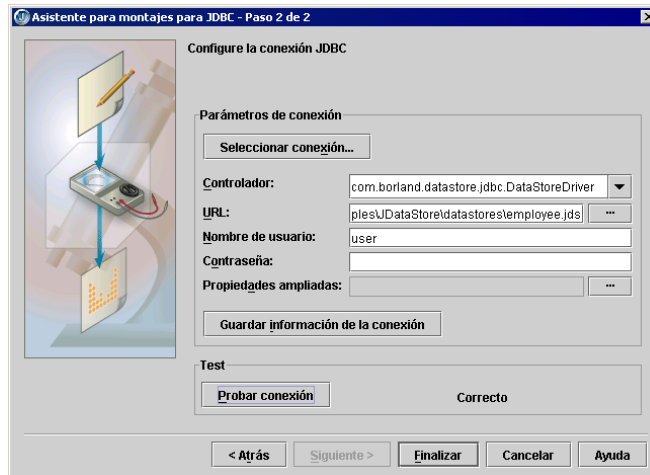 Asistente para montajes para JDBC - Paso 2 de 2
Configure la conexión JDBC
Parámetros de conexión
Seleccionar conexión...
Controlador: com.borland.datastore.jdbc.DataStoreDriver
URL: ples\JDataStore\datastores\employee.jds ...
Nombre de usuario: user
Contraseña:
Propiedades ampliadas: ...
Guardar información de la conexión
Test
Probar conexión Correcto
< Atrás Siguiente > Finalizar Cancelar Ayuda